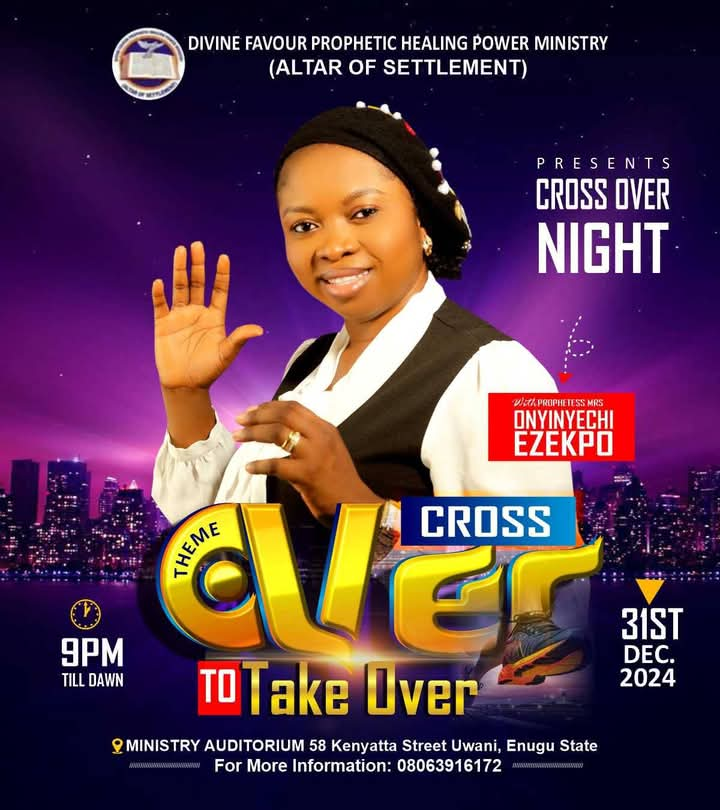 DIVINE FAVOUR PROPHETIC HEALING POWER MINISTRY
(ALTAR OF SETTLEMENT)
PRESENTS
CROSS OVER
NIGHT
With PROPHETESS MRS
ONYINYECHI
EZEKPO
THEME
CROSS
OVER
TO Take Over
9PM
TILL DAWN
31ST
DEC.
2024
MINISTRY AUDITORIUM 58 Kenyatta Street Uwani, Enugu State
For More Information: 08063916172